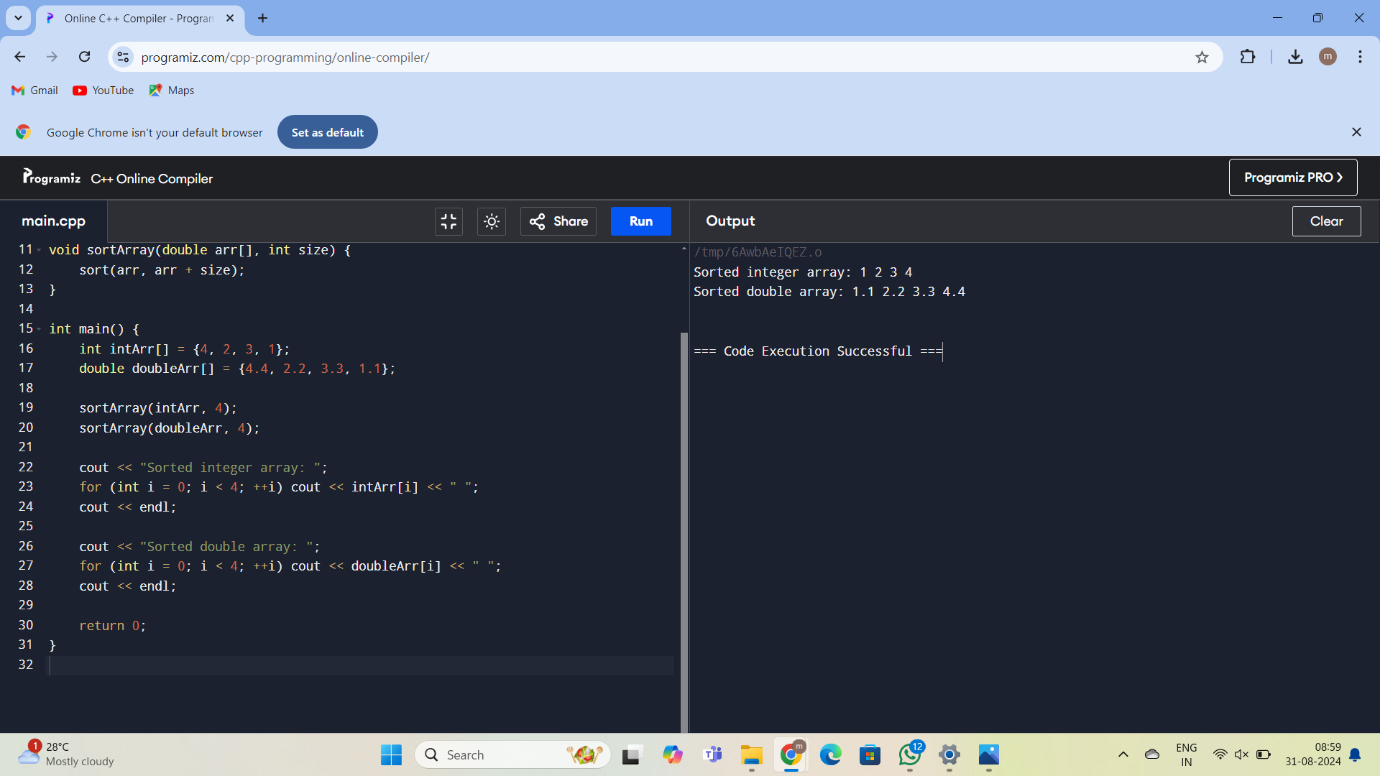 Online C++ Compiler - Program
programiz.com/cpp-programming/online-compiler/
m
Gmail YouTube Maps
Google Chrome isn't your default browser Set as default
Programiz C++ Online Compiler Programiz PRO >
main.cpp Share Run
11 void sortArray(double arr[], int size) {
12     sort(arr, arr + size);
13 }
14
15 int main() {
16     int intArr[] = {4, 2, 3, 1};
17     double doubleArr[] = {4.4, 2.2, 3.3, 1.1};
18
19     sortArray(intArr, 4);
20     sortArray(doubleArr, 4);
21
22     cout << "Sorted integer array: ";
23     for (int i = 0; i < 4; ++i) cout << intArr[i] << " ";
24     cout << endl;
25
26     cout << "Sorted double array: ";
27     for (int i = 0; i < 4; ++i) cout << doubleArr[i] << " ";
28     cout << endl;
29
30     return 0;
31 }
32
Output Clear
/tmp/6AwbAeIQEZ.o
Sorted integer array: 1 2 3 4
Sorted double array: 1.1 2.2 3.3 4.4
=== Code Execution Successful ===
1 28°C
Mostly cloudy
Search
m
12
ENG
IN
08:59
31-08-2024